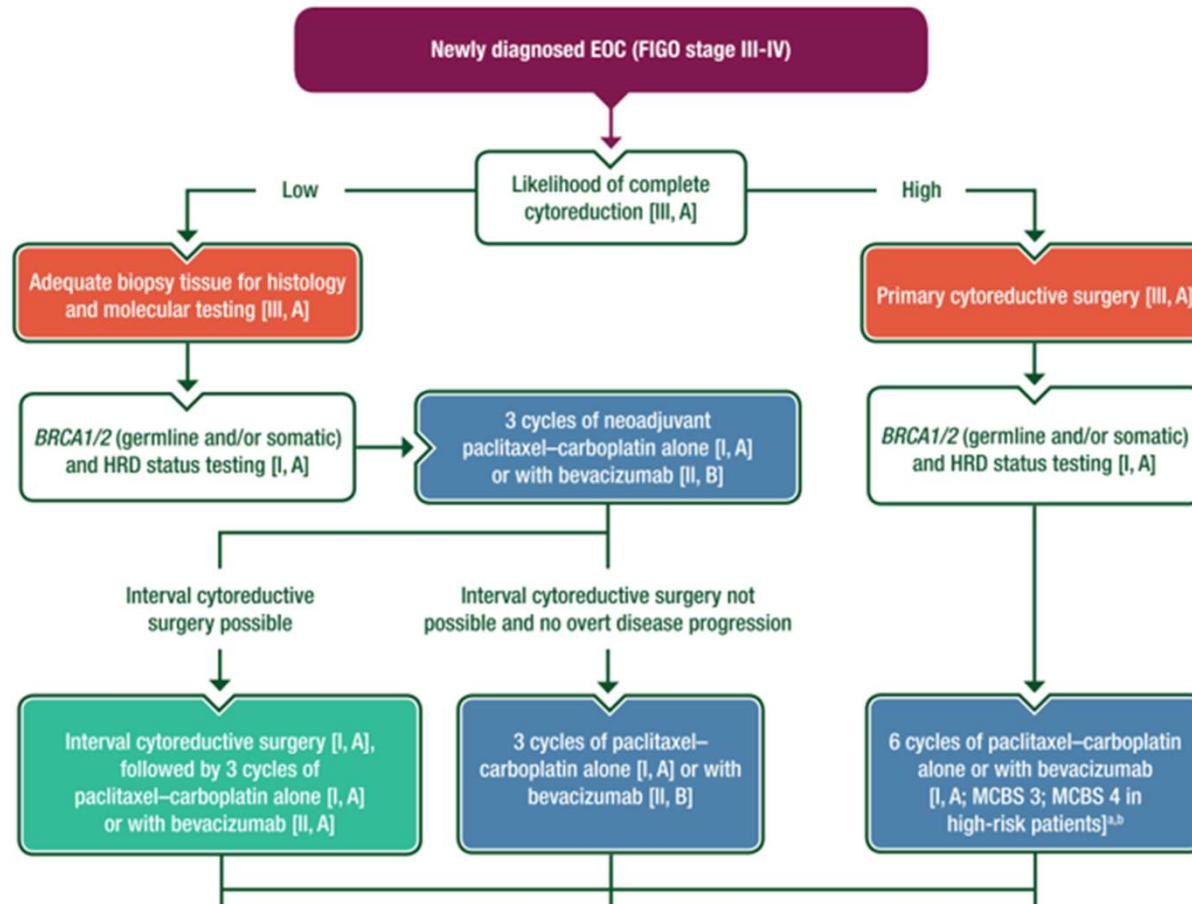 Newly diagnosed EOC (FIGO stage III-IV)
Low
Likelihood of complete
cytoreduction [III, A]
High
Adequate biopsy tissue for histology
and molecular testing [III, A]
Primary cytoreductive surgery [III, A]
BRCA1/2 (germline and/or somatic)
and HRD status testing [I, A]
3 cycles of neoadjuvant
paclitaxel–carboplatin alone [I, A]
or with bevacizumab [II, B]
BRCA1/2 (germline and/or somatic)
and HRD status testing [I, A]
Interval cytoreductive
surgery possible
Interval cytoreductive surgery not
possible and no overt disease progression
Interval cytoreductive surgery [I, A],
followed by 3 cycles of
paclitaxel–carboplatin alone [I, A]
or with bevacizumab [II, A]
3 cycles of paclitaxel–
carboplatin alone [I, A] or with
bevacizumab [II, B]
6 cycles of paclitaxel–carboplatin
alone or with bevacizumab
[I, A; MCBS 3; MCBS 4 in
high-risk patients]a,b